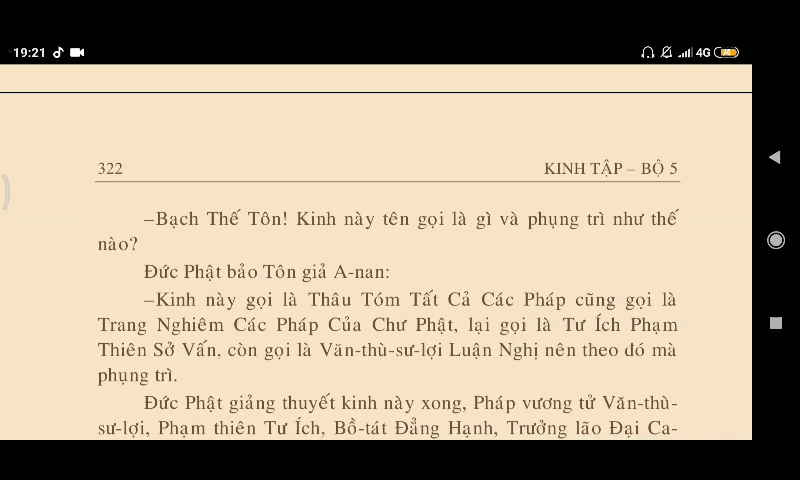 19:21
4G
322 KINH TẬP – BỘ 5
–Bạch Thế Tôn! Kinh này tên gọi là gì và phụng trì như thế
nào?
Đức Phật bảo Tôn giả A-nan:
–Kinh này gọi là Thâu Tóm Tất Cả Các Pháp cũng gọi là
Trang Nghiêm Các Pháp Của Chư Phật, lại gọi là Tư Ích Phạm
Thiên Sở Vấn, còn gọi là Văn-thù-sư-lợi Luận Nghị nên theo đó mà
phụng trì.
Đức Phật giảng thuyết kinh này xong, Pháp vương tử Văn-thù-
sư-lợi, Phạm thiên Tư Ích, Bồ-tát Đẳng Hạnh, Trưởng lão Đại Ca-